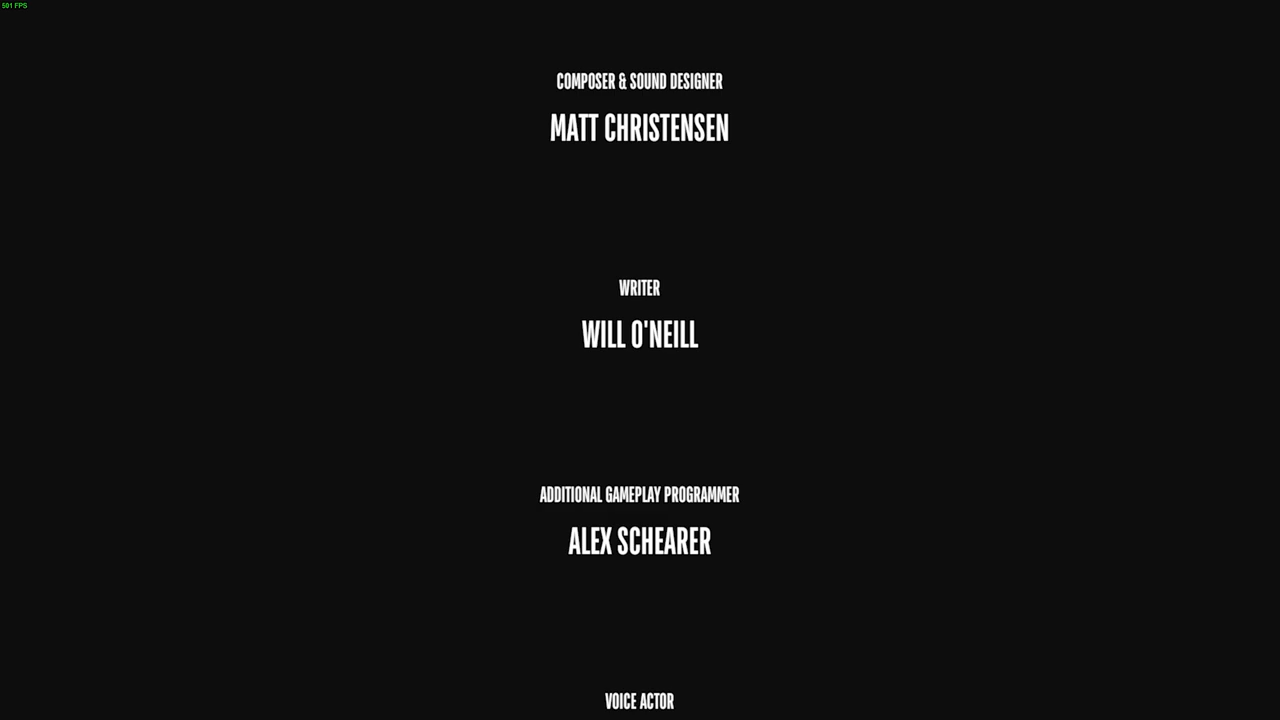 501 FPS
COMPOSER & SOUND DESIGNER
MATT CHRISTENSEN
WRITER
WILL O'NEILL
ADDITIONAL GAMEPLAY PROGRAMMER
ALEX SCHEARER
VOICE ACTOR